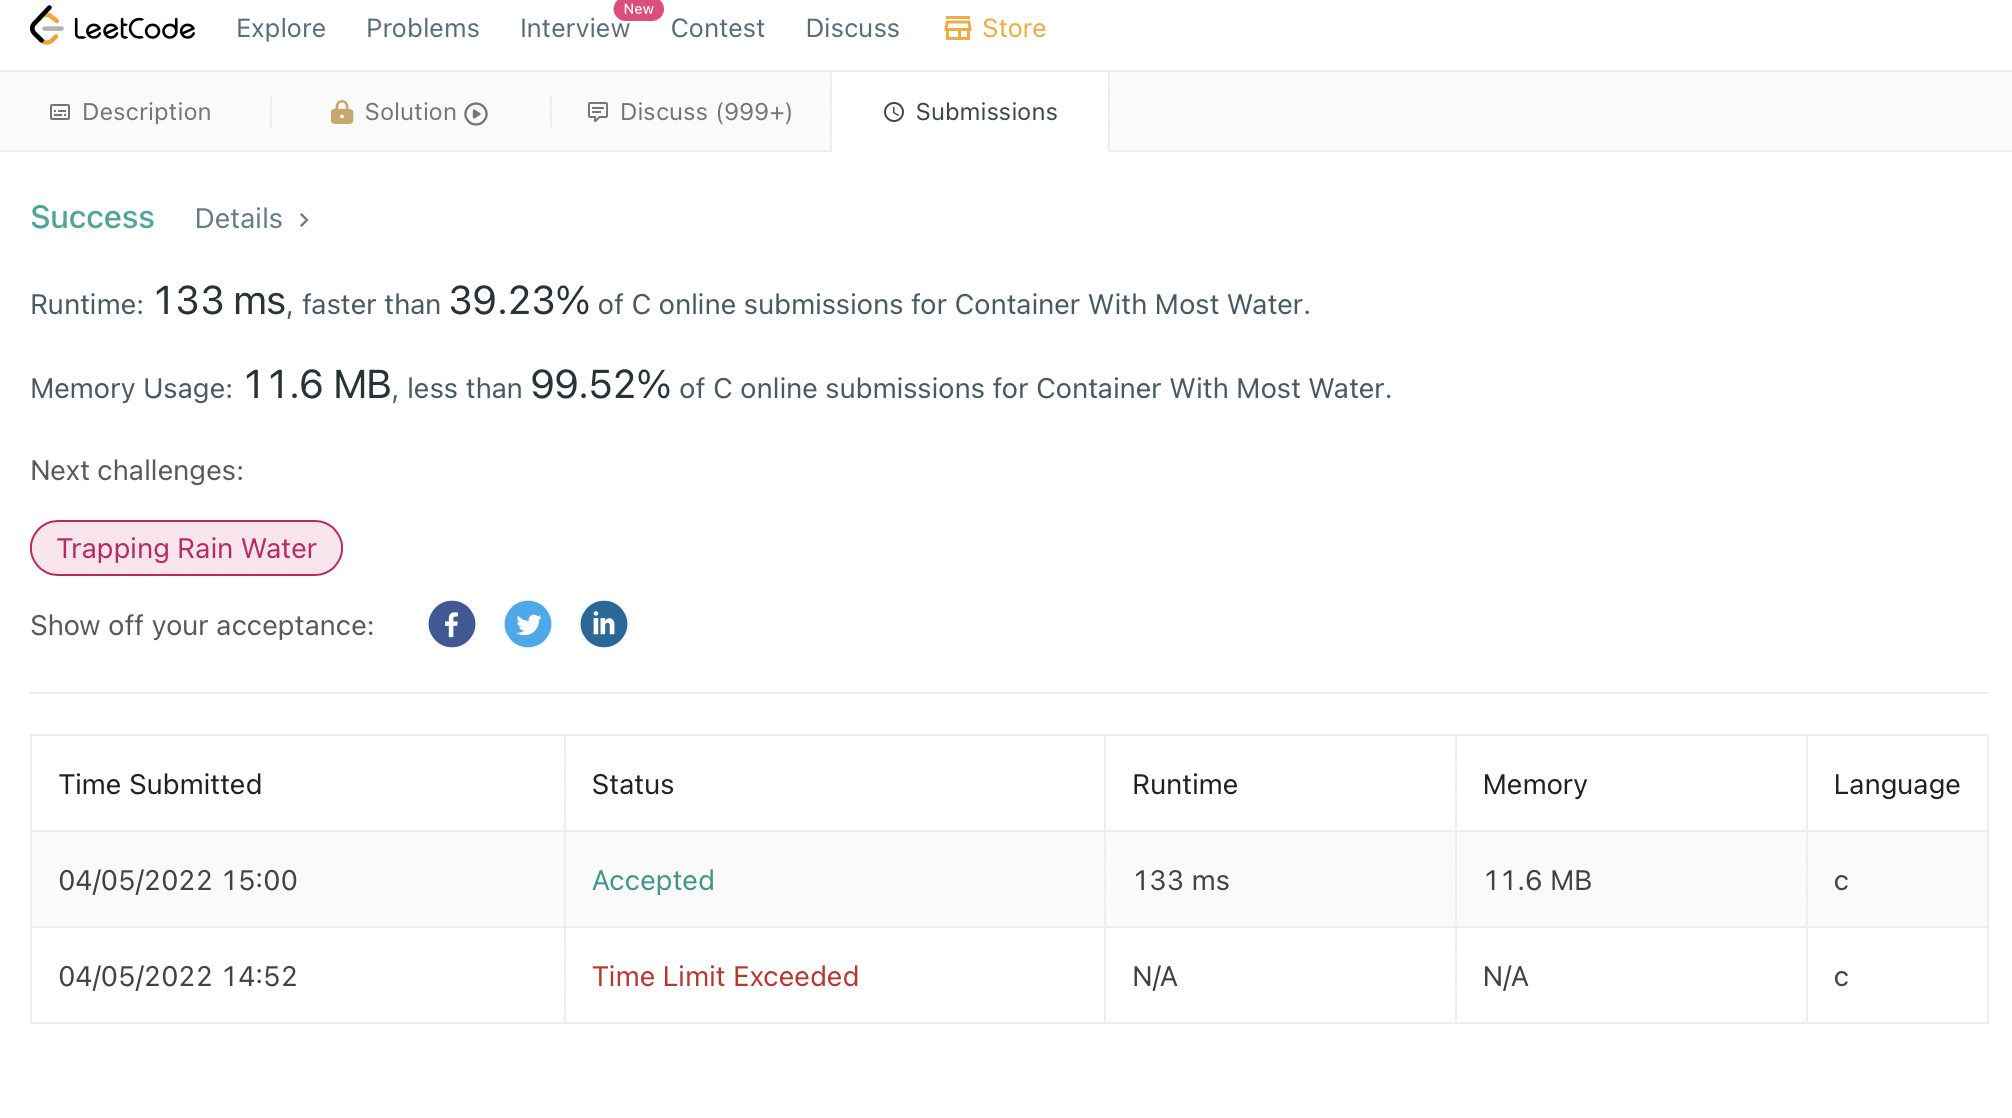 LeetCode Explore Problems Interview New Contest Discuss Store
Description Solution Discuss (999+) Submissions
Success Details >
Runtime: 133 ms, faster than 39.23% of C online submissions for Container With Most Water.
Memory Usage: 11.6 MB, less than 99.52% of C online submissions for Container With Most Water.
Next challenges:
Trapping Rain Water
Show off your acceptance:
Time Submitted Status Runtime Memory Language
04/05/2022 15:00 Accepted 133 ms 11.6 MB c
04/05/2022 14:52 Time Limit Exceeded N/A N/A c